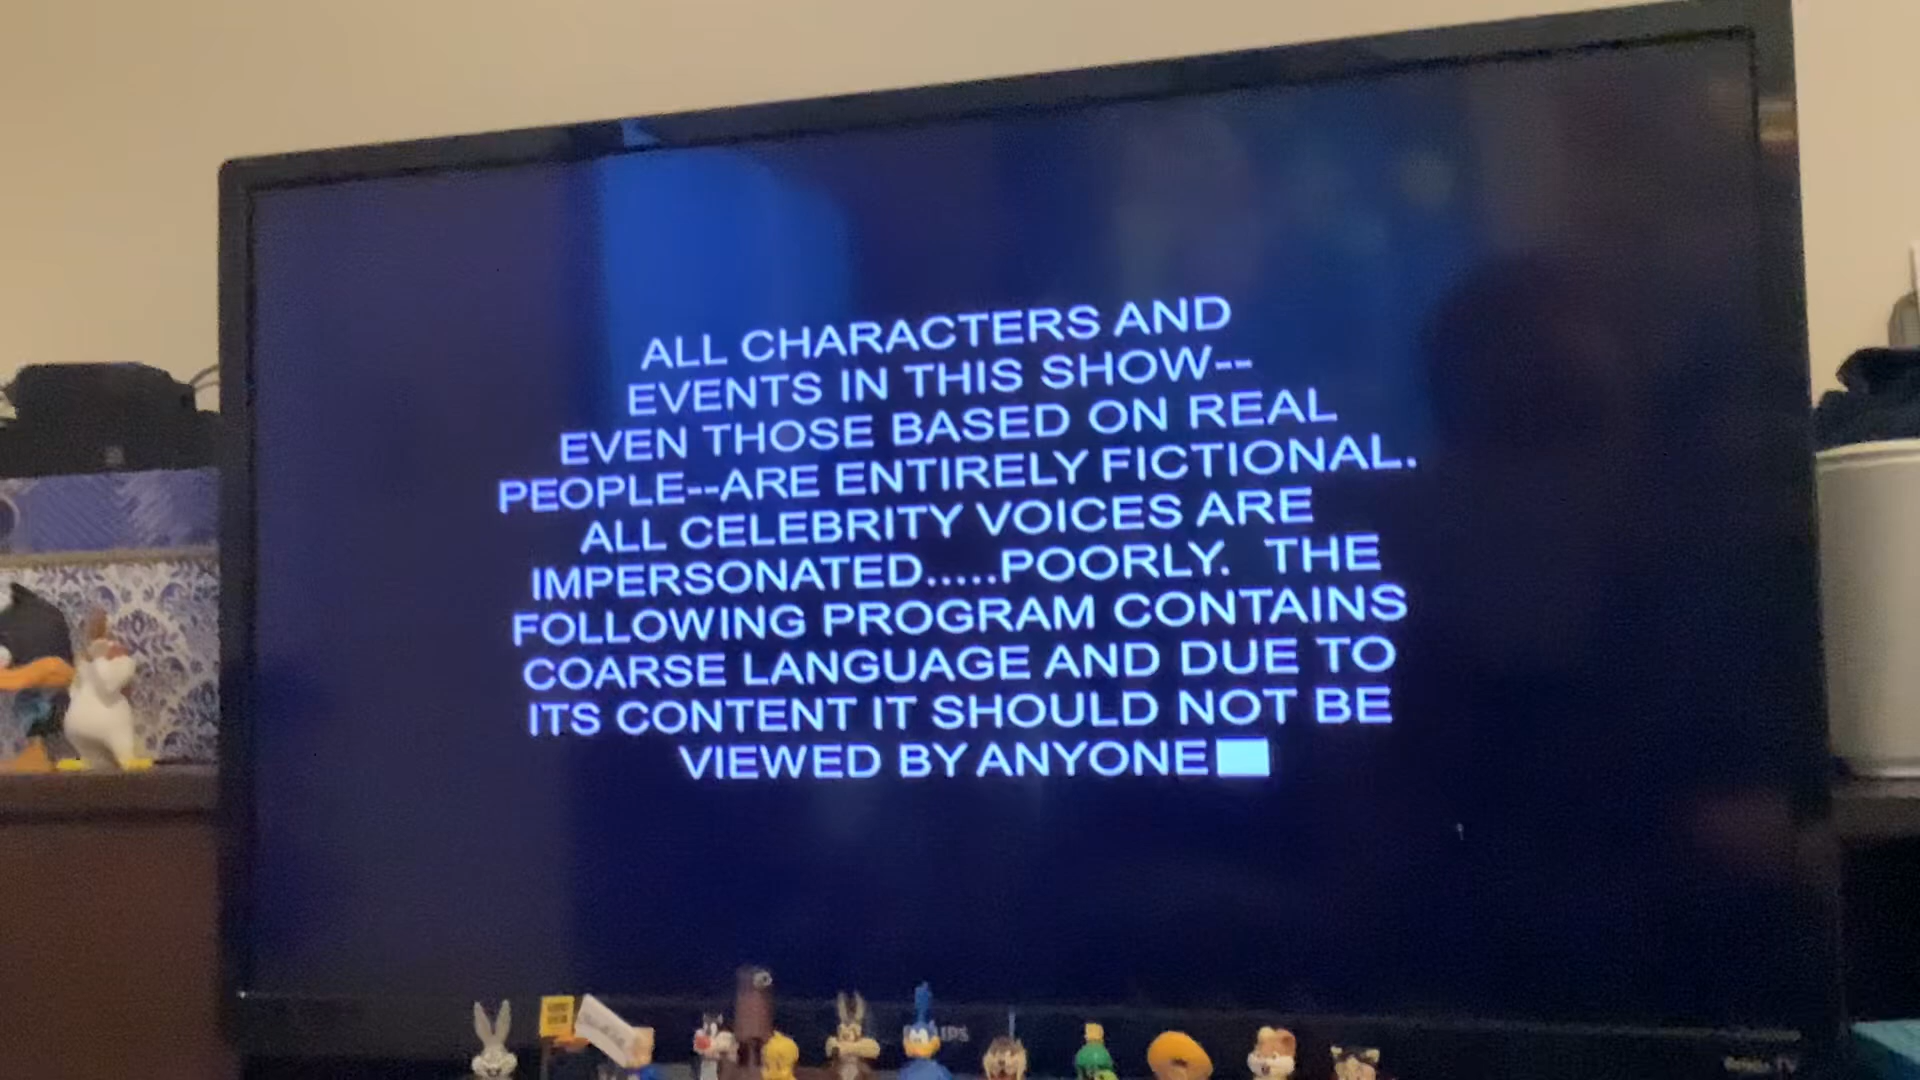 ALL CHARACTERS AND
EVENTS IN THIS SHOW--
EVEN THOSE BASED ON REAL
PEOPLE--ARE ENTIRELY FICTIONAL.
ALL CELEBRITY VOICES ARE
IMPERSONATED.....POORLY.  THE
FOLLOWING PROGRAM CONTAINS
COARSE LANGUAGE AND DUE TO
ITS CONTENT IT SHOULD NOT BE
VIEWED BY ANYONE